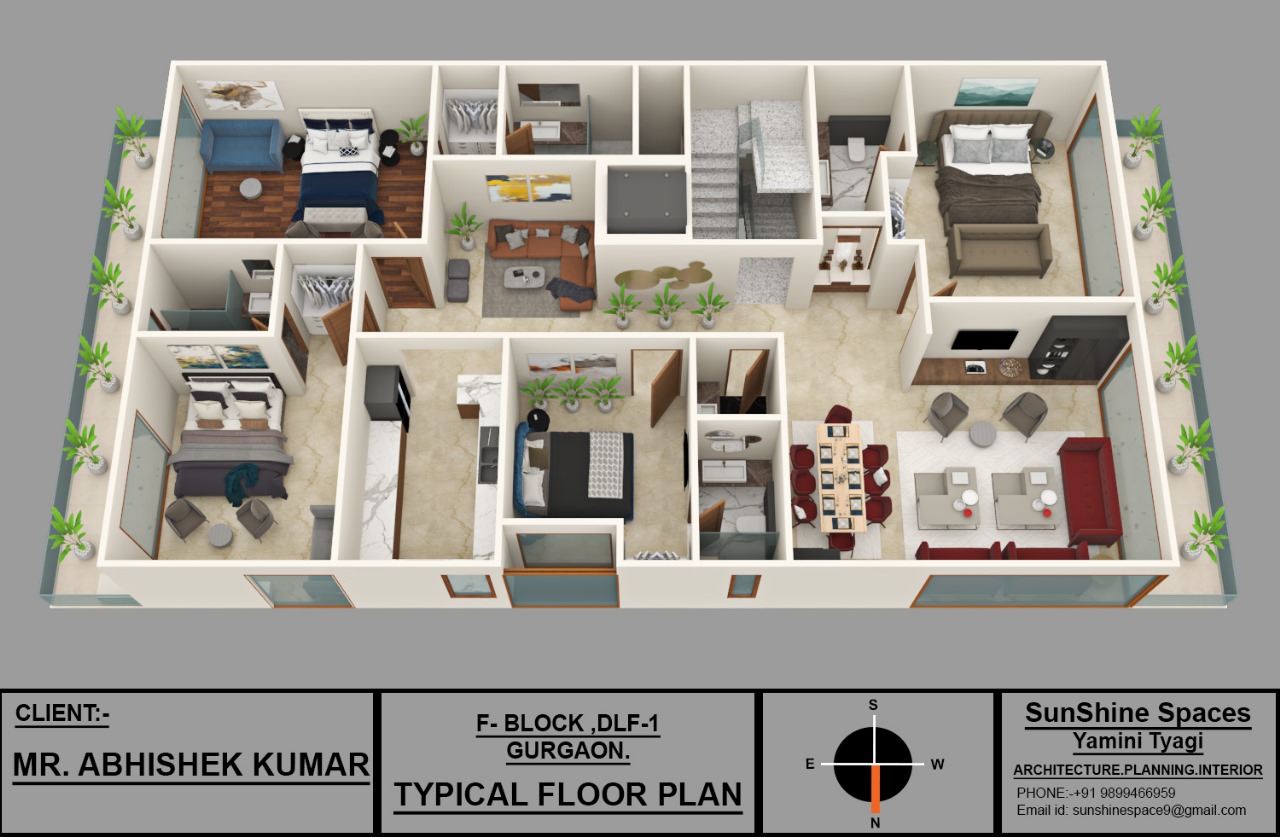 CLIENT:-
MR. ABHISHEK KUMAR
F- BLOCK ,DLF-1
GURGAON.
TYPICAL FLOOR PLAN
S
E
W
N
SunShine Spaces
Yamini Tyagi
ARCHITECTURE.PLANNING.INTERIOR
PHONE:-+91 9899466959
Email id: sunshinespace9@gmail.com